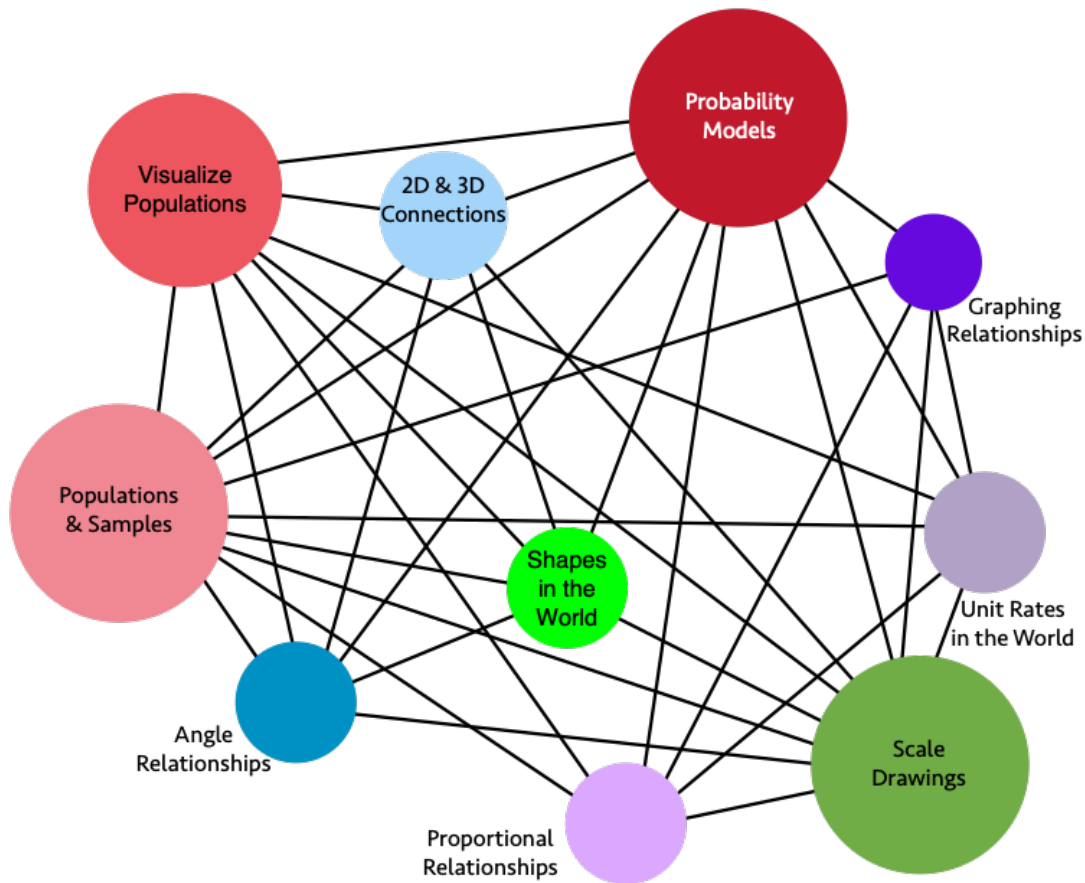 Probability
Models
Visualize
Populations
2D & 3D
Connections
Graphing
Relationships
Populations
& Samples
Shapes
in the
World
Unit Rates
in the World
Angle
Relationships
Scale
Drawings
Proportional
Relationships